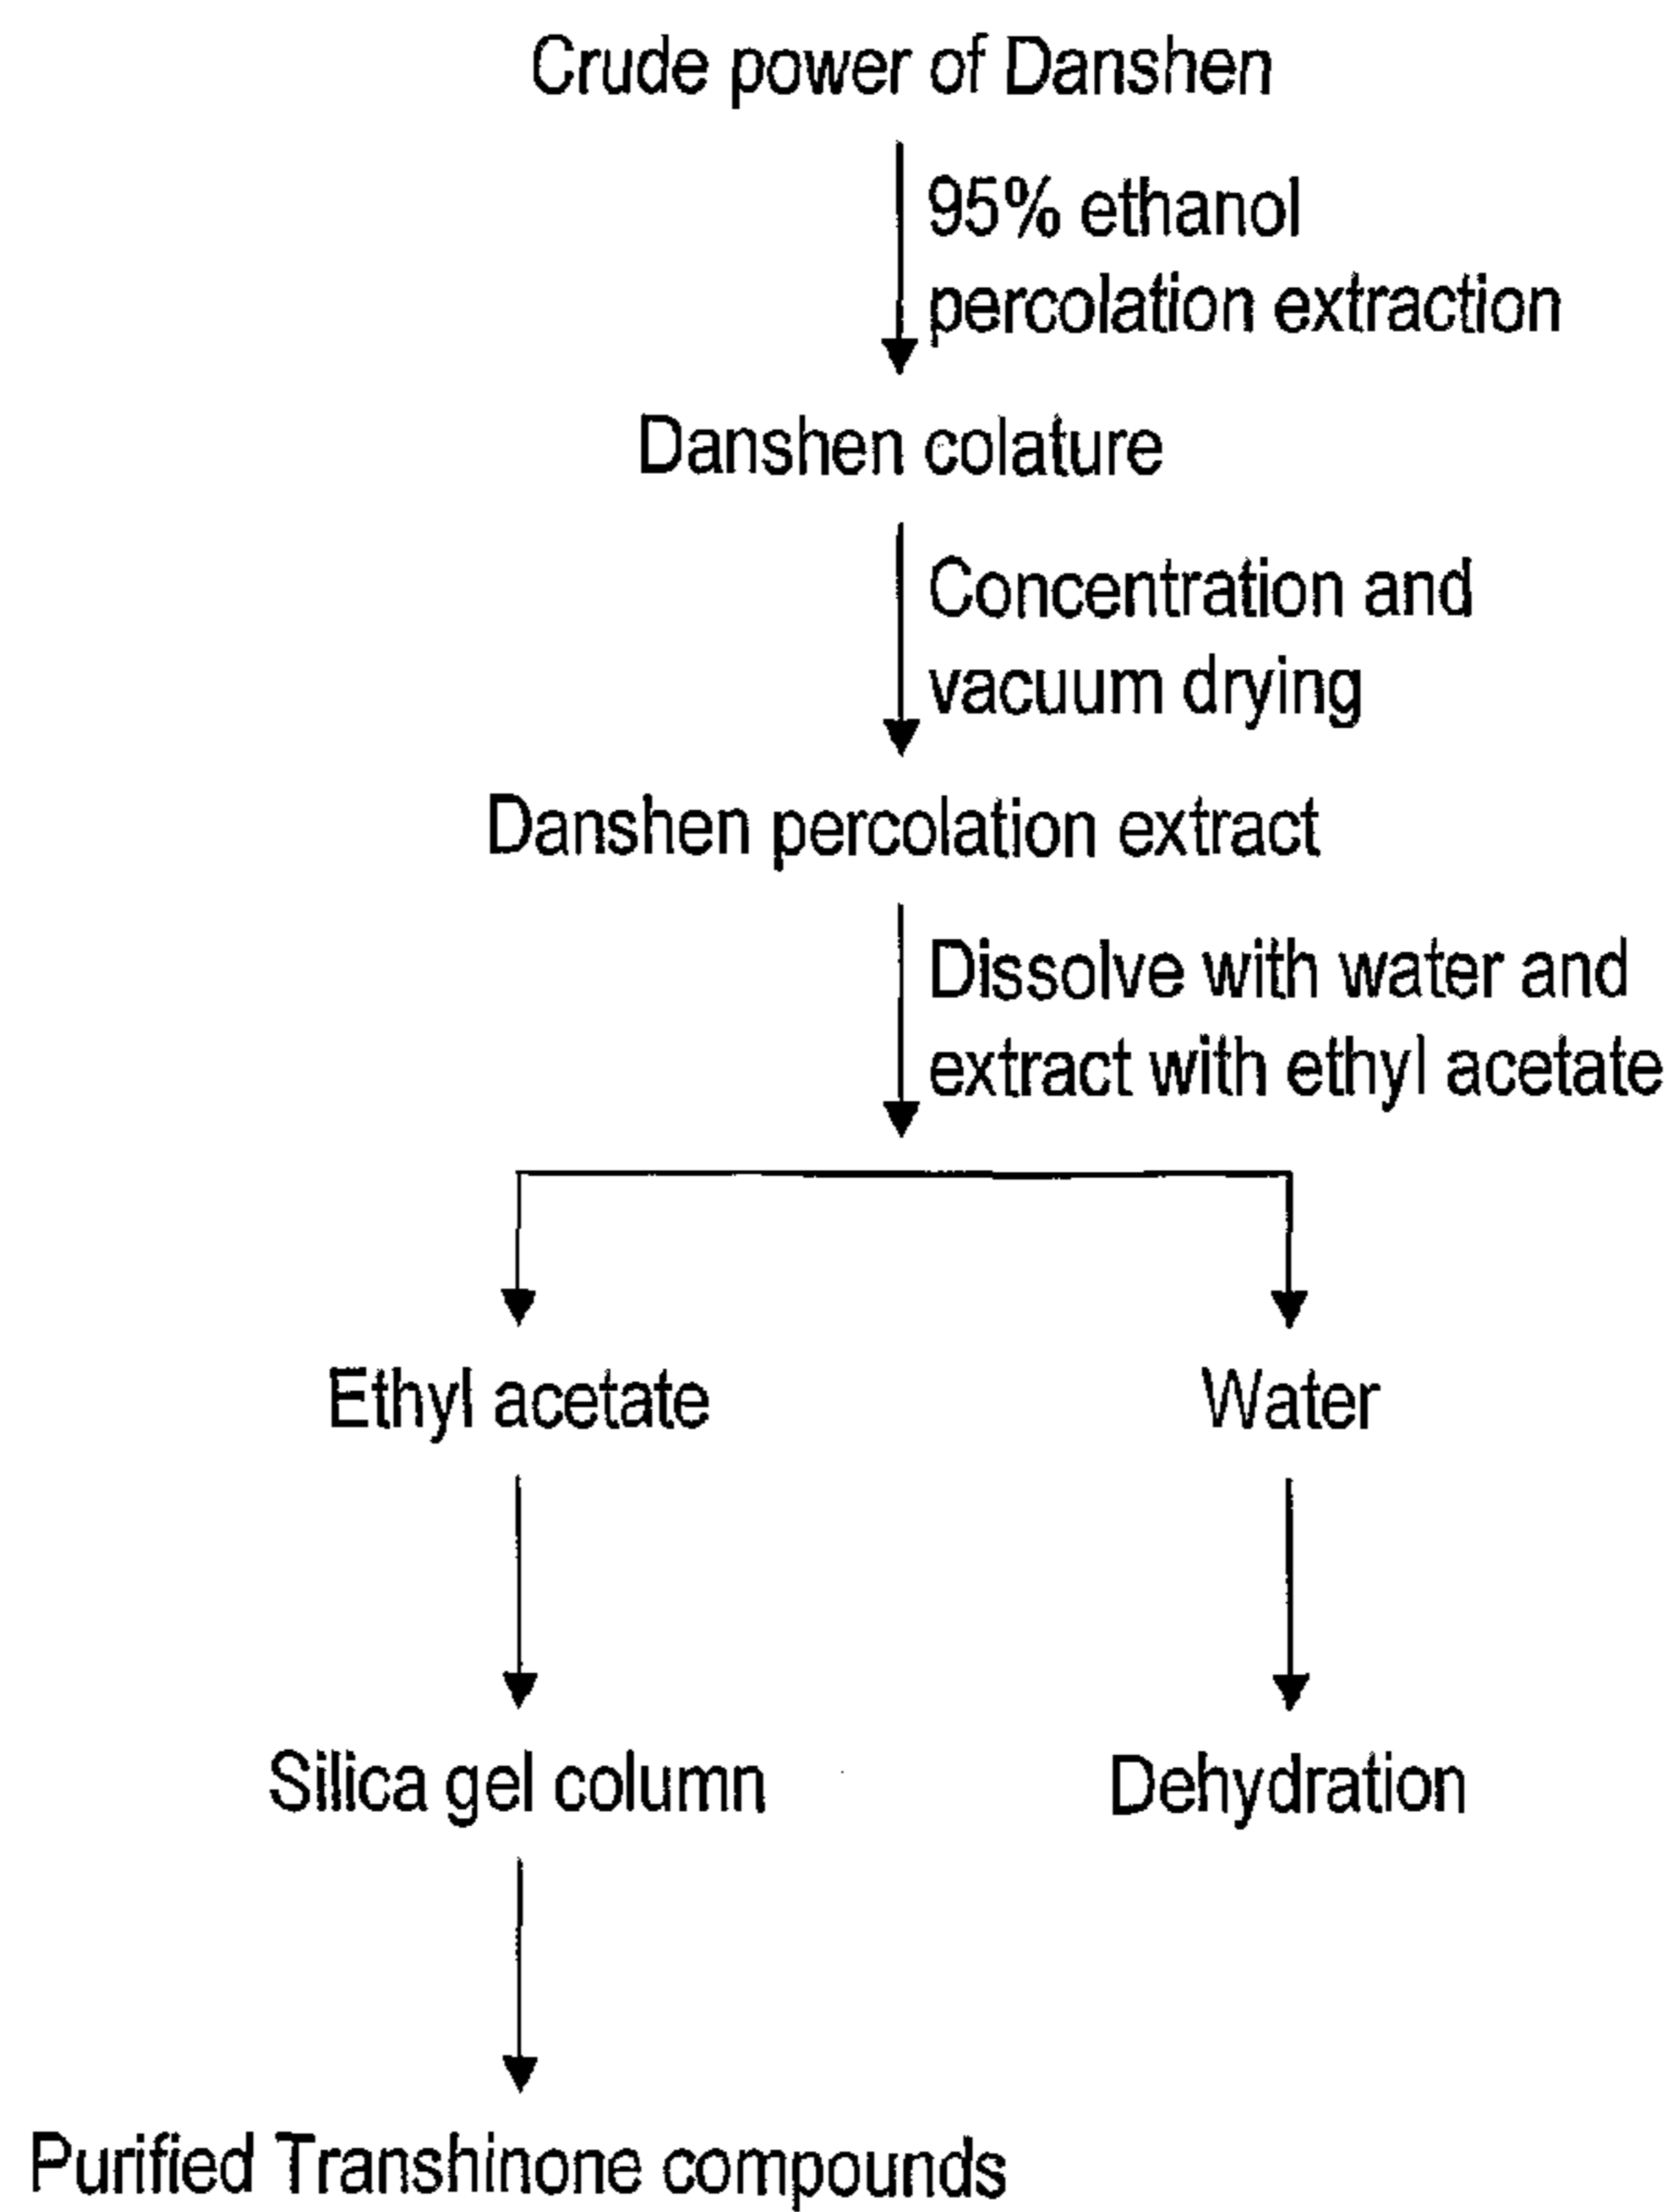 Crude power of Danshen
95% ethanol
percolation extraction
Danshen colature
Concentration and
vacuum drying
Danshen percolation extract
Dissolve with water and
extract with ethyl acetate
Ethyl acetate
Water
Silica gel column
Dehydration
Purified Transhinone compounds